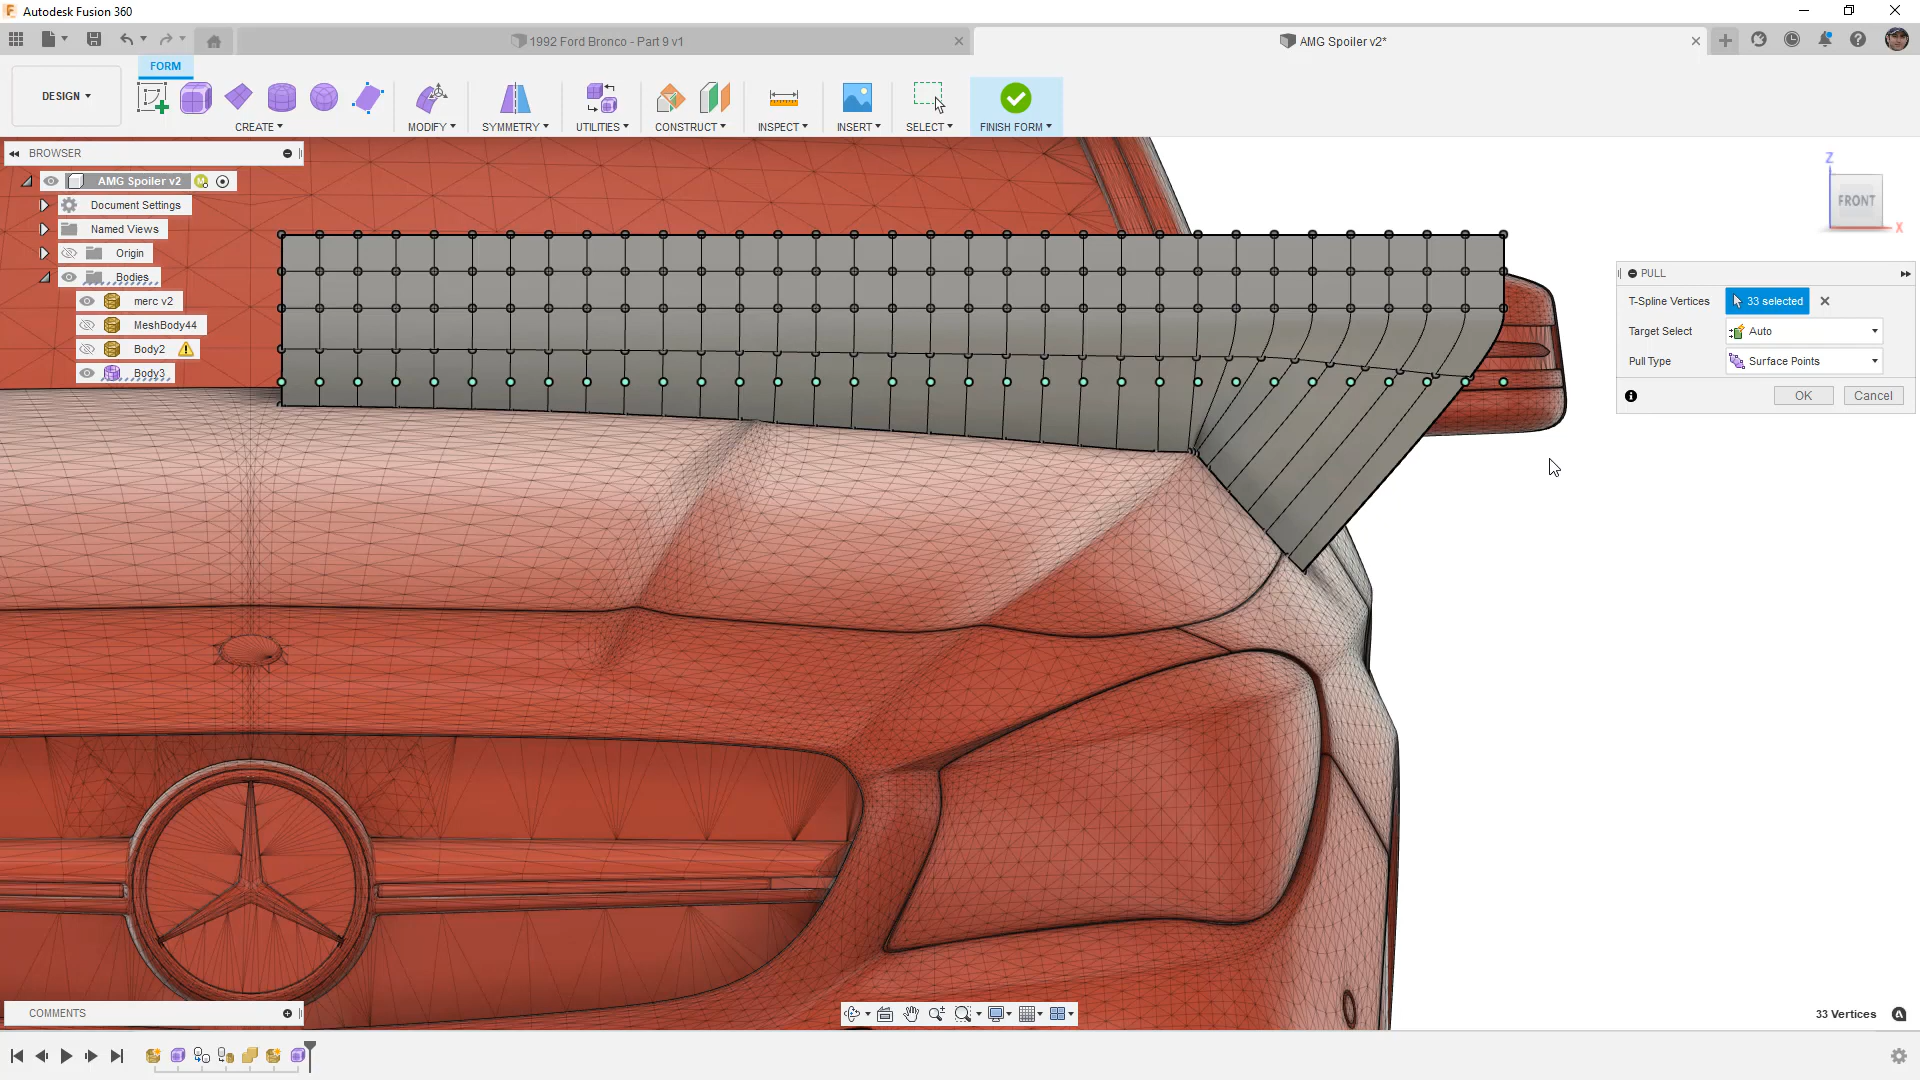 Autodesk Fusion 360
1992 Ford Bronco - Part 9 v1
AMG Spoiler v2*
FORM
DESIGN
CREATE
MODIFY
SYMMETRY
UTILITIES
CONSTRUCT
INSPECT
INSERT
SELECT
FINISH FORM
BROWSER
AMG Spoiler v2
Document Settings
Named Views
Origin
Bodies
merc v2
MeshBody44
Body2
Body3
Z
FRONT
X
PULL
T-Spline Vertices
33 selected
Target Select
Auto
Pull Type
Surface Points
OK
Cancel
COMMENTS
33 Vertices